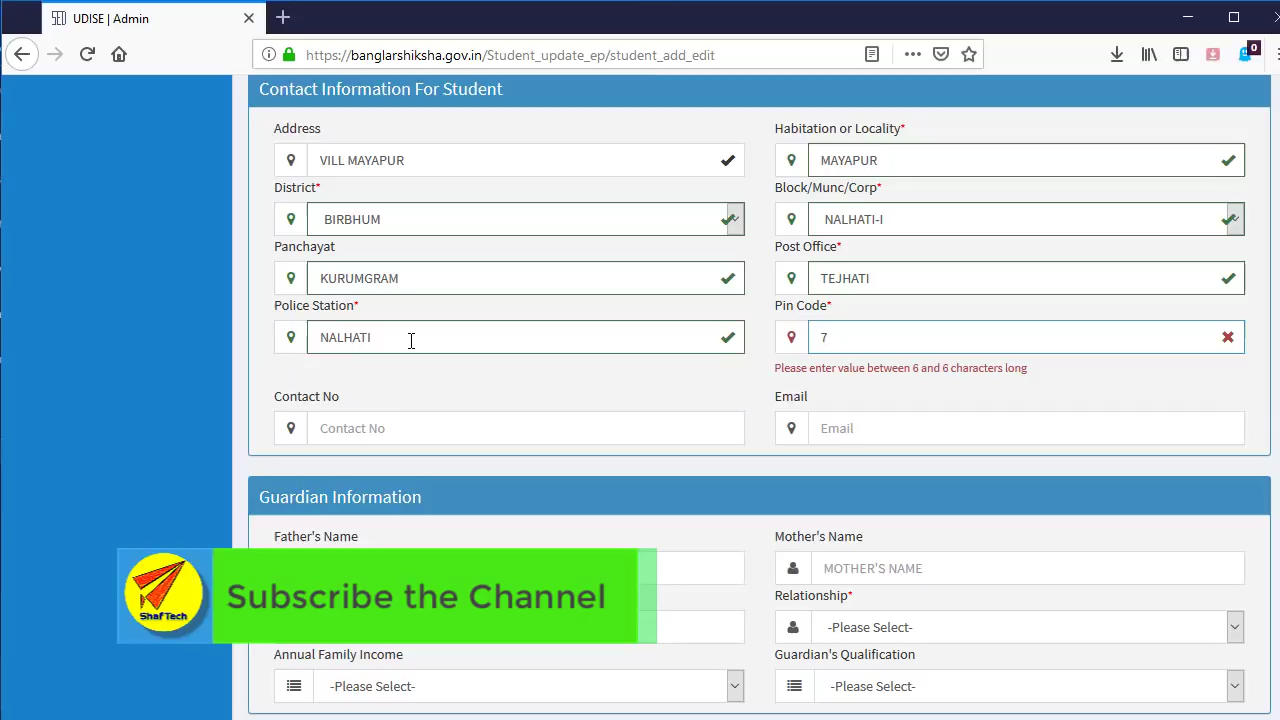 UDISE | Admin
https://banglarshiksha.gov.in/Student_update_ep/student_add_edit
0
Contact Information For Student
Address
Habitation or Locality*
VILL MAYAPUR
MAYAPUR
District*
Block/Munc/Corp*
BIRBHUM
NALHATI-I
Panchayat
Post Office*
KURUMGRAM
TEJHATI
Police Station*
Pin Code*
NALHATI
7
Please enter value between 6 and 6 characters long
Contact No
Email
Contact No
Email
Guardian Information
Father's Name
Mother's Name
MOTHER'S NAME
Subscribe the Channel
ShafTech
Relationship*
-Please Select-
Annual Family Income
Guardian's Qualification
-Please Select-
-Please Select-